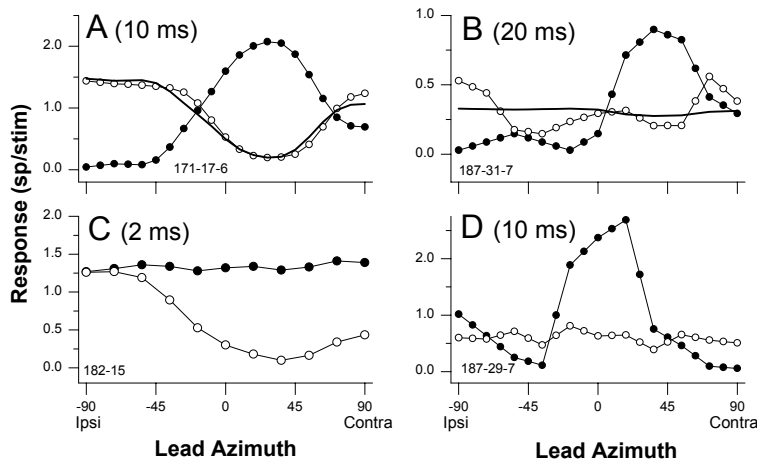 A (10 ms)
2.0
1.0
0.0
171-17-6
B (20 ms)
1.0
0.5
0.0
187-31-7
Response (sp/stim)
C (2 ms)
2.0
1.5
1.0
0.5
0.0
182-15
-90 -45 0 45 90
Ipsi Contra
Lead Azimuth
D (10 ms)
2.0
1.0
0.0
187-29-7
-90 -45 0 45 90
Ipsi Contra
Lead Azimuth